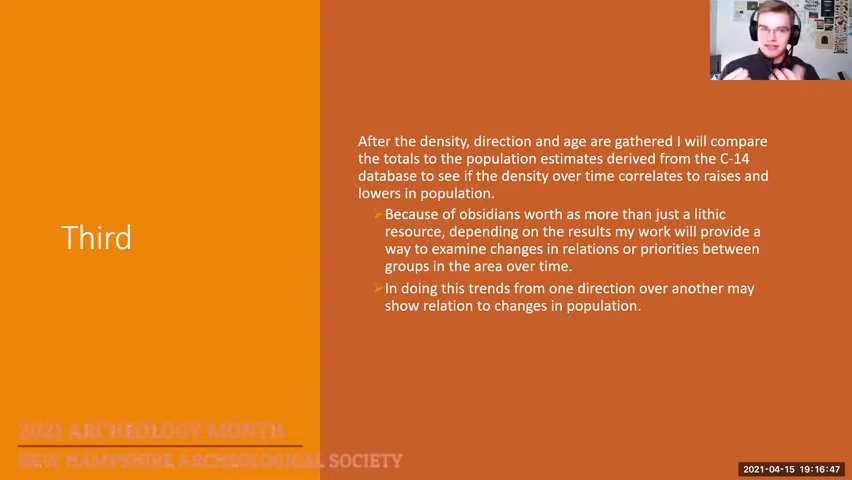 Third
After the density, direction and age are gathered I will compare
the totals to the population estimates derived from the C-14
database to see if the density over time correlates to raises and
lowers in population.
Because of obsidians worth as more than just a lithic
resource, depending on the results my work will provide a
way to examine changes in relations or priorities between
groups in the area over time.
In doing this trends from one direction over another may
show relation to changes in population.
2021 ARCHEOLOGY MONTH
NEW HAMPSHIRE ARCHEOLOGICAL SOCIETY
2021-04-15 19:16:47